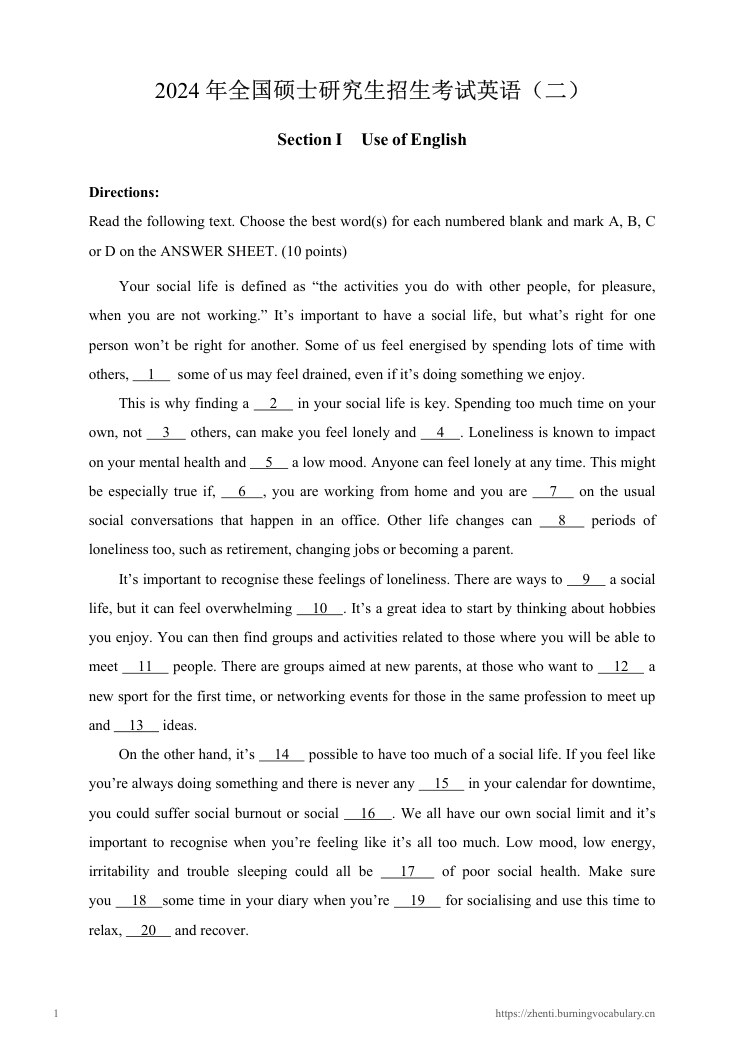 2024 年全国硕士研究生招生考试英语（二）
Section I Use of English
Directions:
Read the following text. Choose the best word(s) for each numbered blank and mark A, B, C
or D on the ANSWER SHEET. (10 points)
Your social life is defined as “the activities you do with other people, for pleasure,
when you are not working.” It’s important to have a social life, but what’s right for one
person won’t be right for another. Some of us feel energised by spending lots of time with
others, __1__ some of us may feel drained, even if it’s doing something we enjoy.
This is why finding a __2__ in your social life is key. Spending too much time on your
own, not __3__ others, can make you feel lonely and __4__. Loneliness is known to impact
on your mental health and __5__ a low mood. Anyone can feel lonely at any time. This might
be especially true if, __6__, you are working from home and you are __7__ on the usual
social conversations that happen in an office. Other life changes can __8__ periods of
loneliness too, such as retirement, changing jobs or becoming a parent.
It’s important to recognise these feelings of loneliness. There are ways to __9__ a social
life, but it can feel overwhelming __10__. It’s a great idea to start by thinking about hobbies
you enjoy. You can then find groups and activities related to those where you will be able to
meet __11__ people. There are groups aimed at new parents, at those who want to __12__ a
new sport for the first time, or networking events for those in the same profession to meet up
and __13__ ideas.
On the other hand, it’s __14__ possible to have too much of a social life. If you feel like
you’re always doing something and there is never any __15__ in your calendar for downtime,
you could suffer social burnout or social __16__. We all have our own social limit and it’s
important to recognise when you’re feeling like it’s all too much. Low mood, low energy,
irritability and trouble sleeping could all be __17__ of poor social health. Make sure
you __18__some time in your diary when you’re __19__ for socialising and use this time to
relax, __20__ and recover.
1
https://zhenti.burningvocabulary.cn